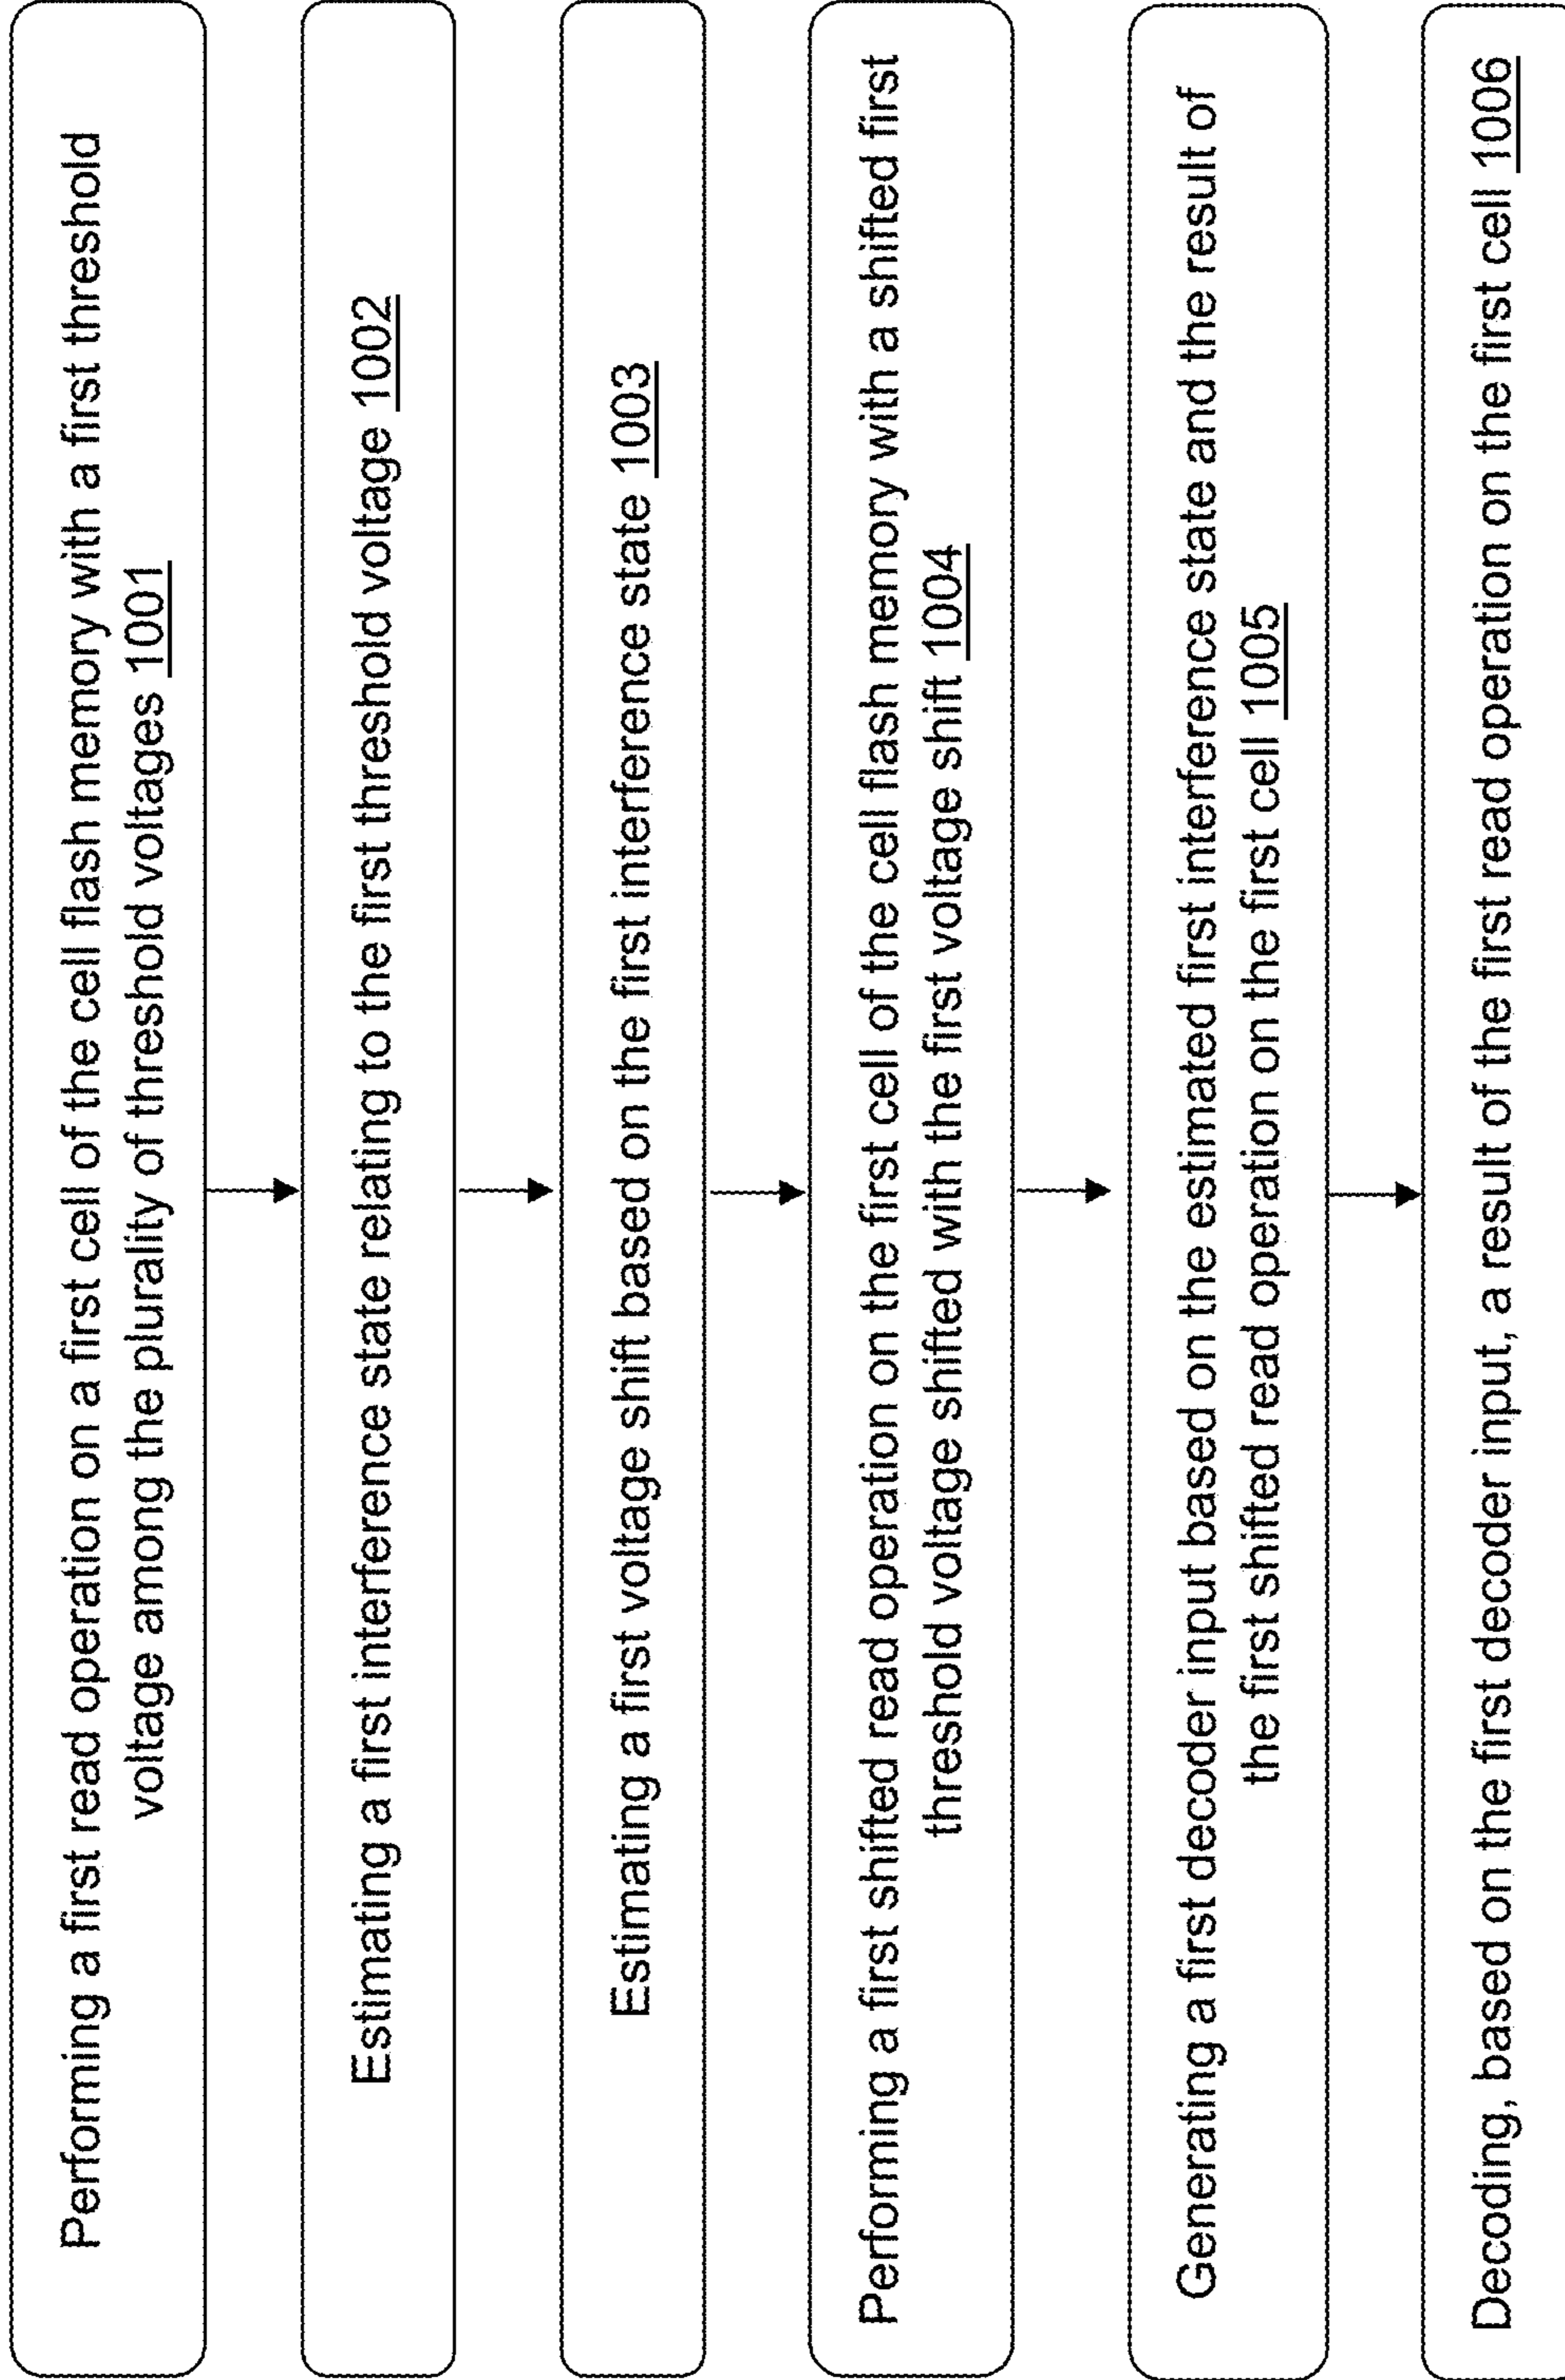 Performing a first read operation on a first cell of the cell flash memory with a first threshold
voltage among the plurality of threshold voltages 1001
Estimating a first interference state relating to the first threshold voltage 1002
Estimating a first voltage shift based on the first interference state 1003
Performing a first shifted read operation on the first cell of the cell flash memory with a shifted first
threshold voltage shifted with the first voltage shift 1004
Generating a first decoder input based on the estimated first interference state and the result of
the first shifted read operation on the first cell 1005
Decoding, based on the first decoder input, a result of the first read operation on the first cell 1006